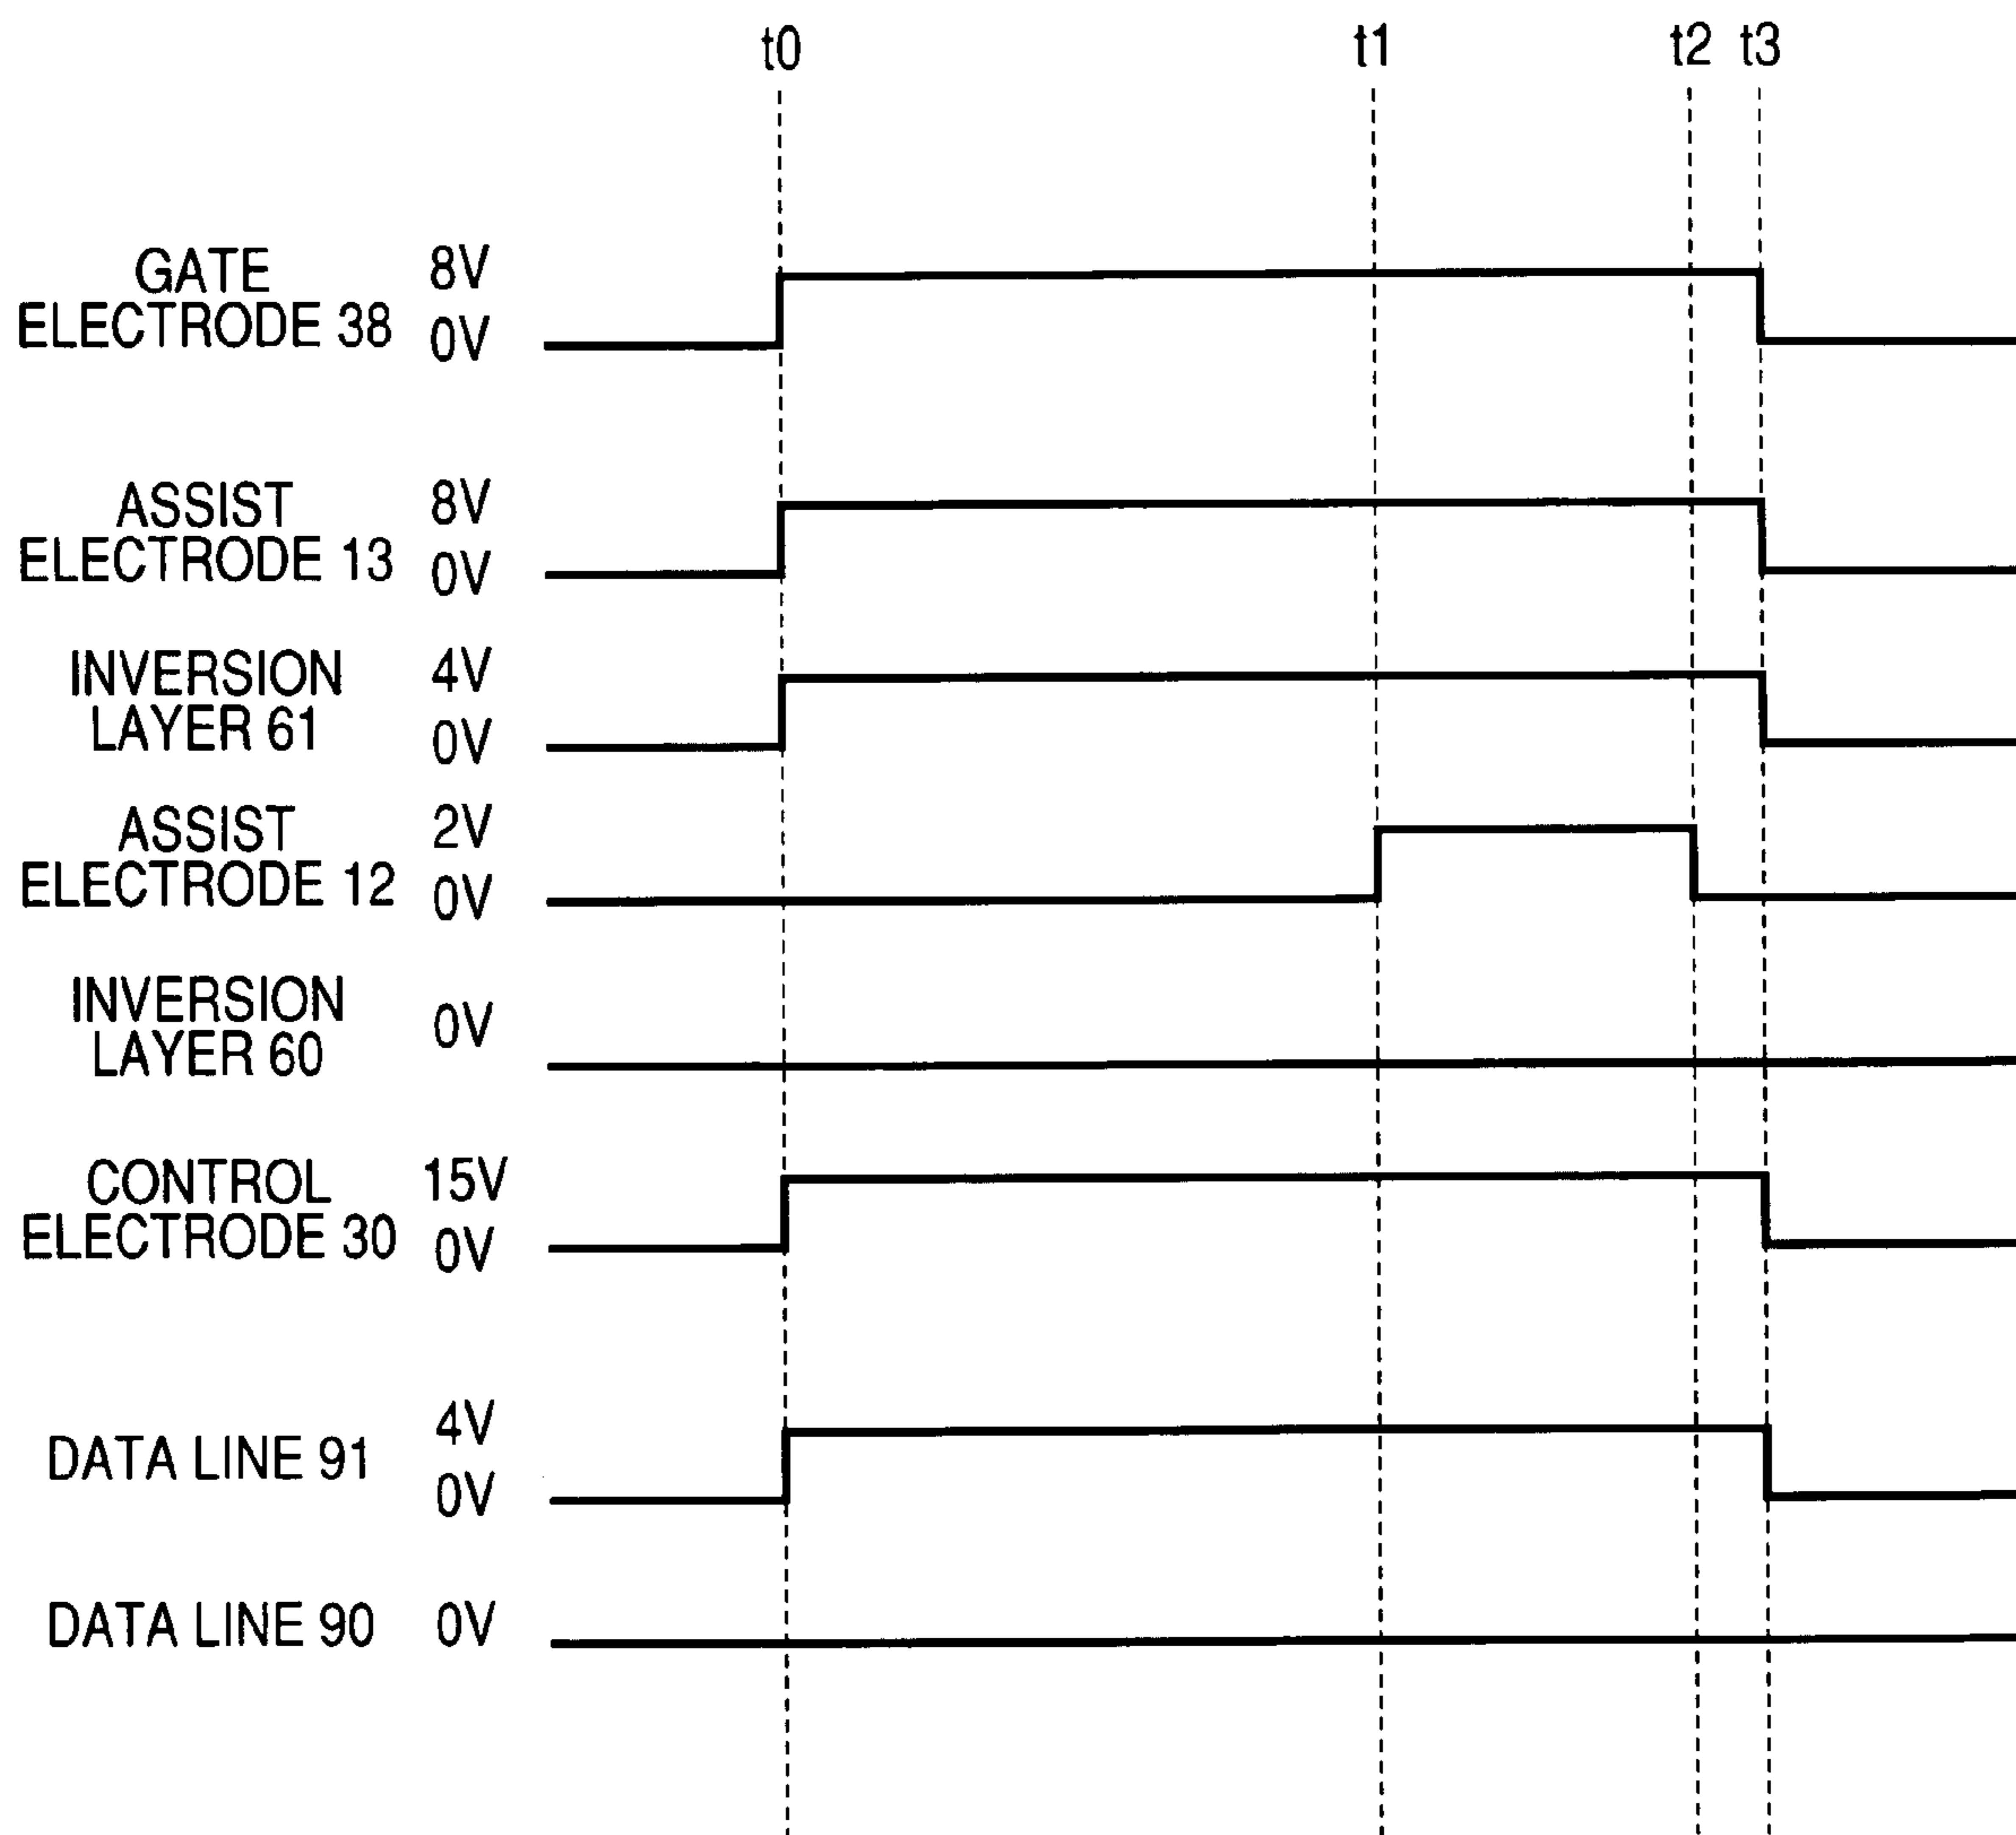 t0 t1 t2 t3
GATE
ELECTRODE 38
8V
0V
ASSIST
ELECTRODE 13
8V
0V
INVERSION
LAYER 61
4V
0V
ASSIST
ELECTRODE 12
2V
0V
INVERSION
LAYER 60
0V
CONTROL
ELECTRODE 30
15V
0V
DATA LINE 91
4V
0V
DATA LINE 90
0V